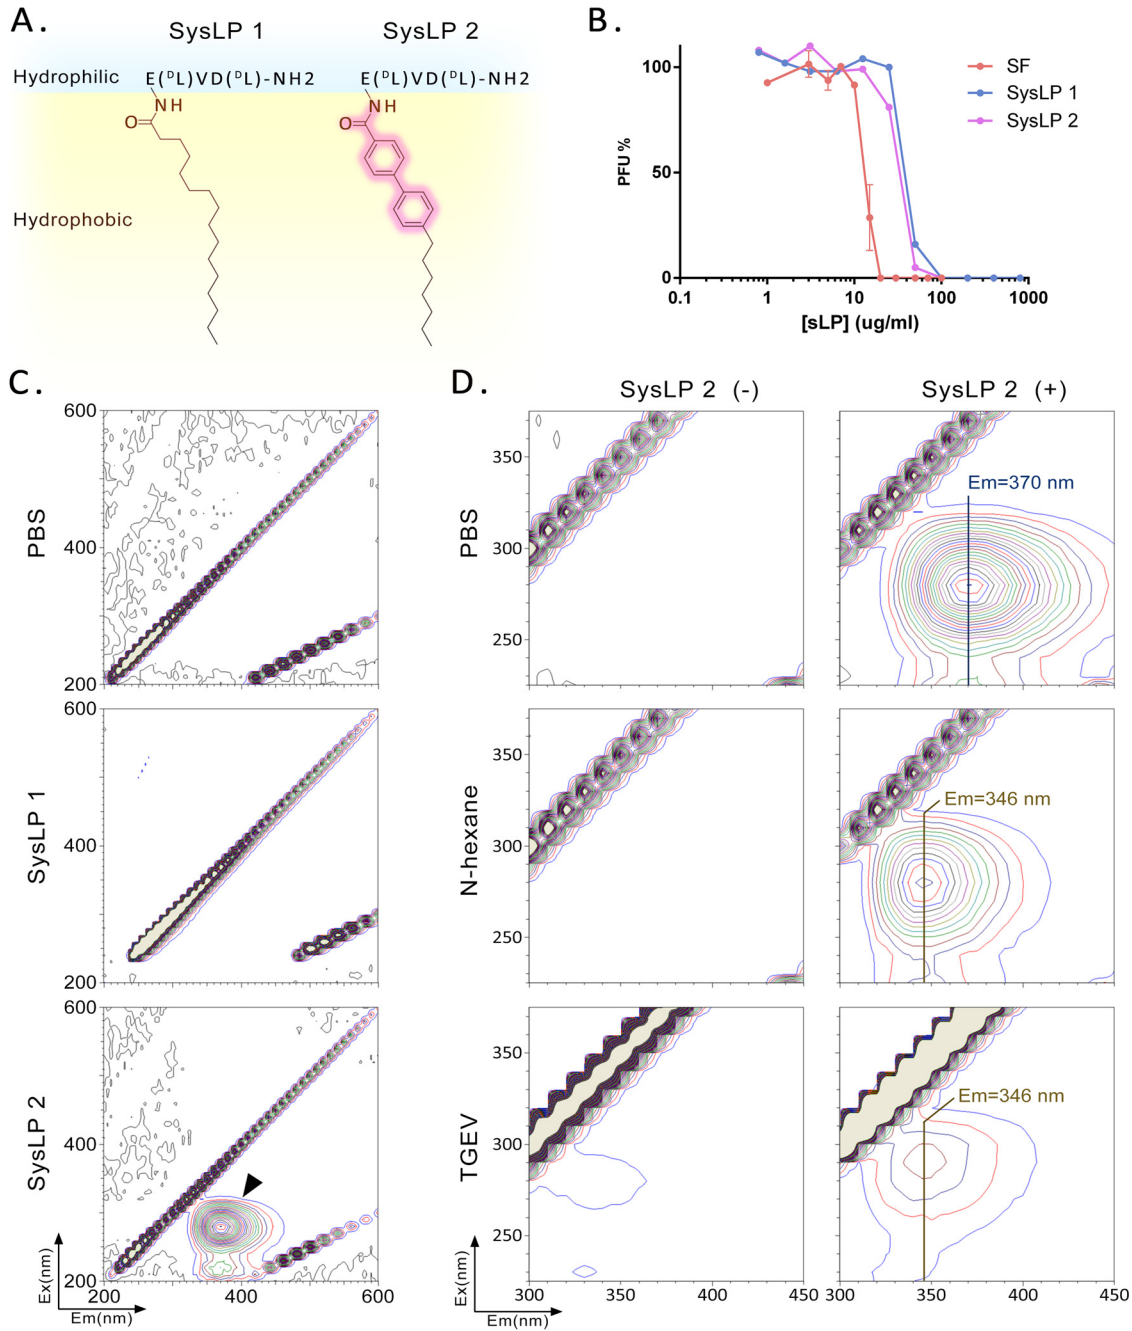 A.
SysLP 1
SysLP 2
Hydrophilic
E(ᴰL)VD(ᴰL)-NH2
E(ᴰL)VD(ᴰL)-NH2
NH
O
NH
O
Hydrophobic
B.
PFU %
100
50
0
0.1
1
10
100
1000
[sLP] (ug/ml)
SF
SysLP 1
SysLP 2
C.
PBS
600
400
200
SysLP 1
600
400
200
SysLP 2
600
400
200
200
400
600
Ex(nm)
Em(nm)
D.
SysLP 2 (-)
SysLP 2 (+)
PBS
350
300
250
Em=370 nm
N-hexane
350
300
250
Em=346 nm
TGEV
350
300
250
Em=346 nm
300
350
400
450
300
350
400
450
Ex(nm)
Em(nm)